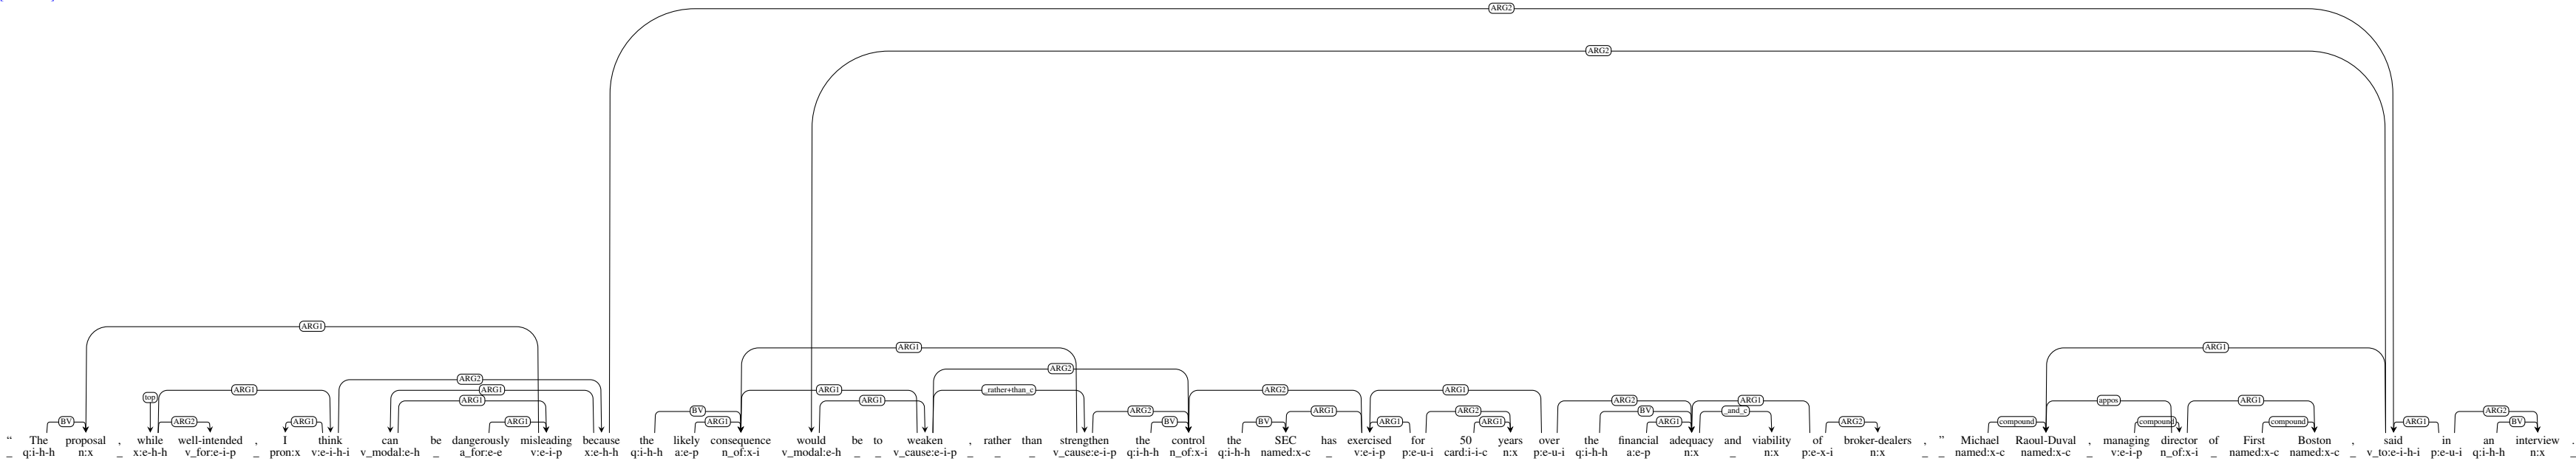 ARG2
ARG2
ARG1
ARG1 ARG1
ARG2
ARG2
top ARG1 ARG1 ARG1 _rather+than_c ARG2 ARG1
ARG1 ARG1 ARG2 appos ARG1
BV ARG2 BV ARG1 ARG2 BV _and_c ARG1 ARG2
BV ARG2 ARG1 ARG1 ARG1 BV BV ARG1 ARG1 ARG1 ARG2 compound compound compound ARG1 BV
“ The proposal , while well-intended , I think can be dangerously misleading because the likely consequence would be to weaken , rather than strengthen the control the SEC has exercised for 50 years over the financial adequacy and viability of broker-dealers , ” Michael Raoul-Duval , managing director of First Boston , said in an interview .
_ q:i-h-h n:x _ x:e-h-h v_for:e-i-p _ pron:x v:e-i-h-i v_modal:e-h _ a_for:e-e v:e-i-p x:e-h-h q:i-h-h a:e-p n_of:x-i v_modal:e-h _ _ v_cause:e-i-p _ _ _ v_cause:e-i-p q:i-h-h n_of:x-i q:i-h-h named:x-c _ v:e-i-p p:e-u-i card:i-i-c n:x p:e-u-i q:i-h-h a:e-p n:x _ n:x p:e-x-i n:x _ _ named:x-c named:x-c _ v:e-i-p n_of:x-i _ named:x-c named:x-c _ v_to:e-i-h-i p:e-u-i q:i-h-h n:x _